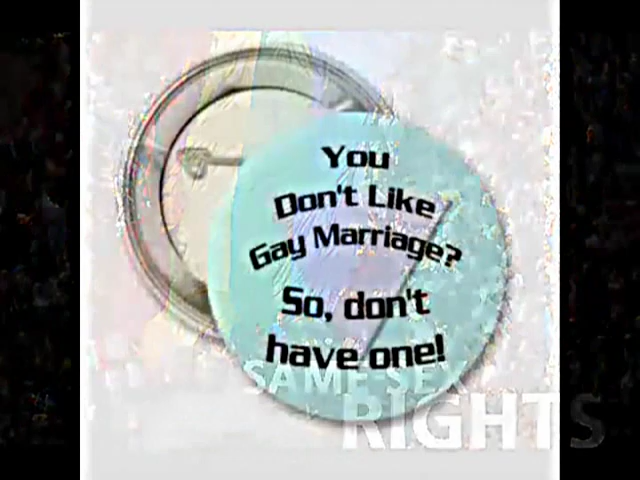 You
Don't Like
Gay Marriage?
So, don't
have one!
SAME-SEX
RIGHTS